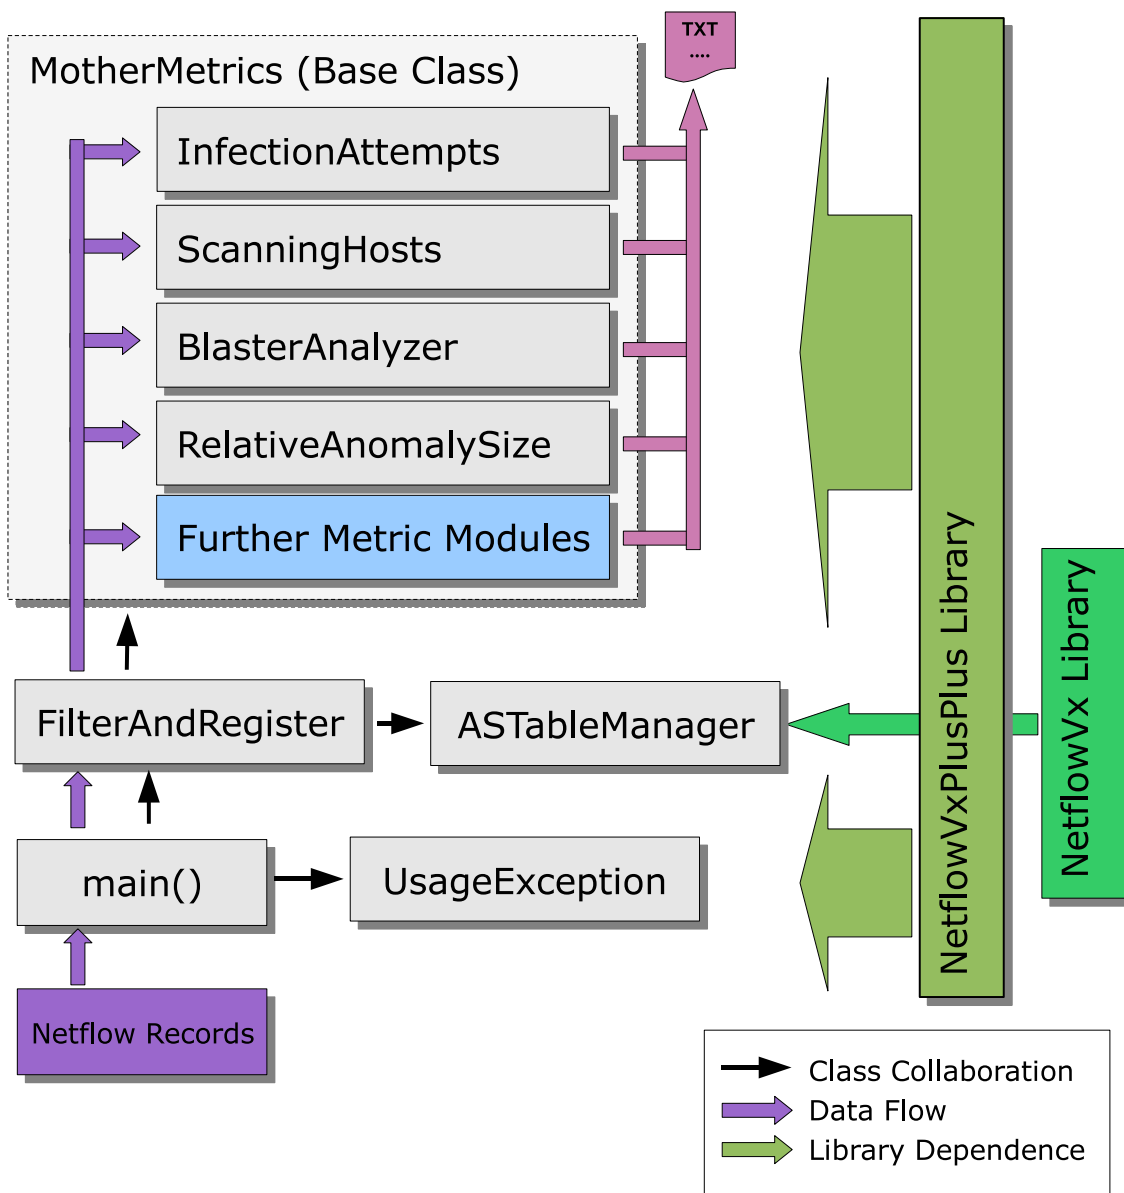 TXT
....
MotherMetrics (Base Class)
InfectionAttempts
ScanningHosts
BlasterAnalyzer
RelativeAnomalySize
Further Metric Modules
NetflowVxPlusPlus Library
NetflowVx Library
FilterAndRegister
ASTableManager
main()
UsageException
Netflow Records
Class Collaboration
Data Flow
Library Dependence